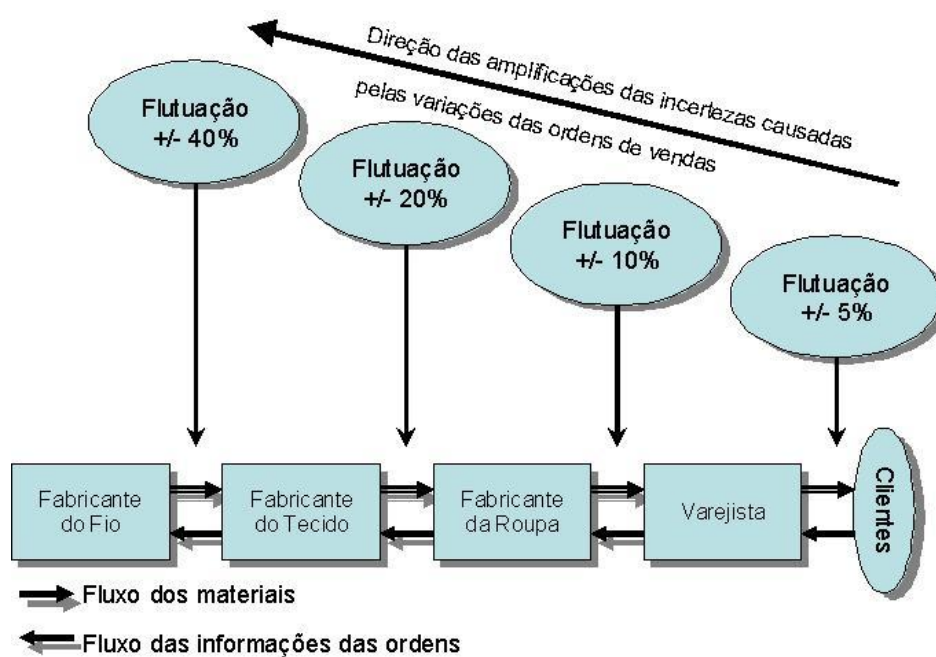 Direção das amplificações das incertezas causadas
pelas variações das ordens de vendas
Flutuação
+/- 40%
Flutuação
+/- 20%
Flutuação
+/- 10%
Flutuação
+/- 5%
Fabricante
do Fio
Fabricante
do Tecido
Fabricante
da Roupa
Varejista
Clientes
Fluxo dos materiais
Fluxo das informações das ordens